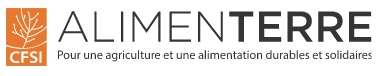 CFSI
ALIMENTERRE
Pour une agriculture et une alimentation durables et solidaires